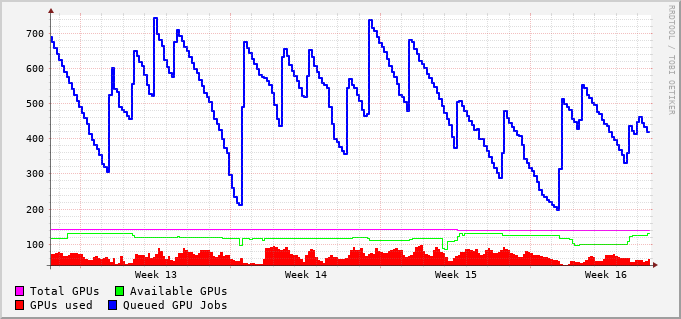 700
600
500
400
300
200
100
Week 13 Week 14 Week 15 Week 16
Total GPUs Available GPUs
GPUs used Queued GPU Jobs
RRDTOOL / TOBI OETIKER